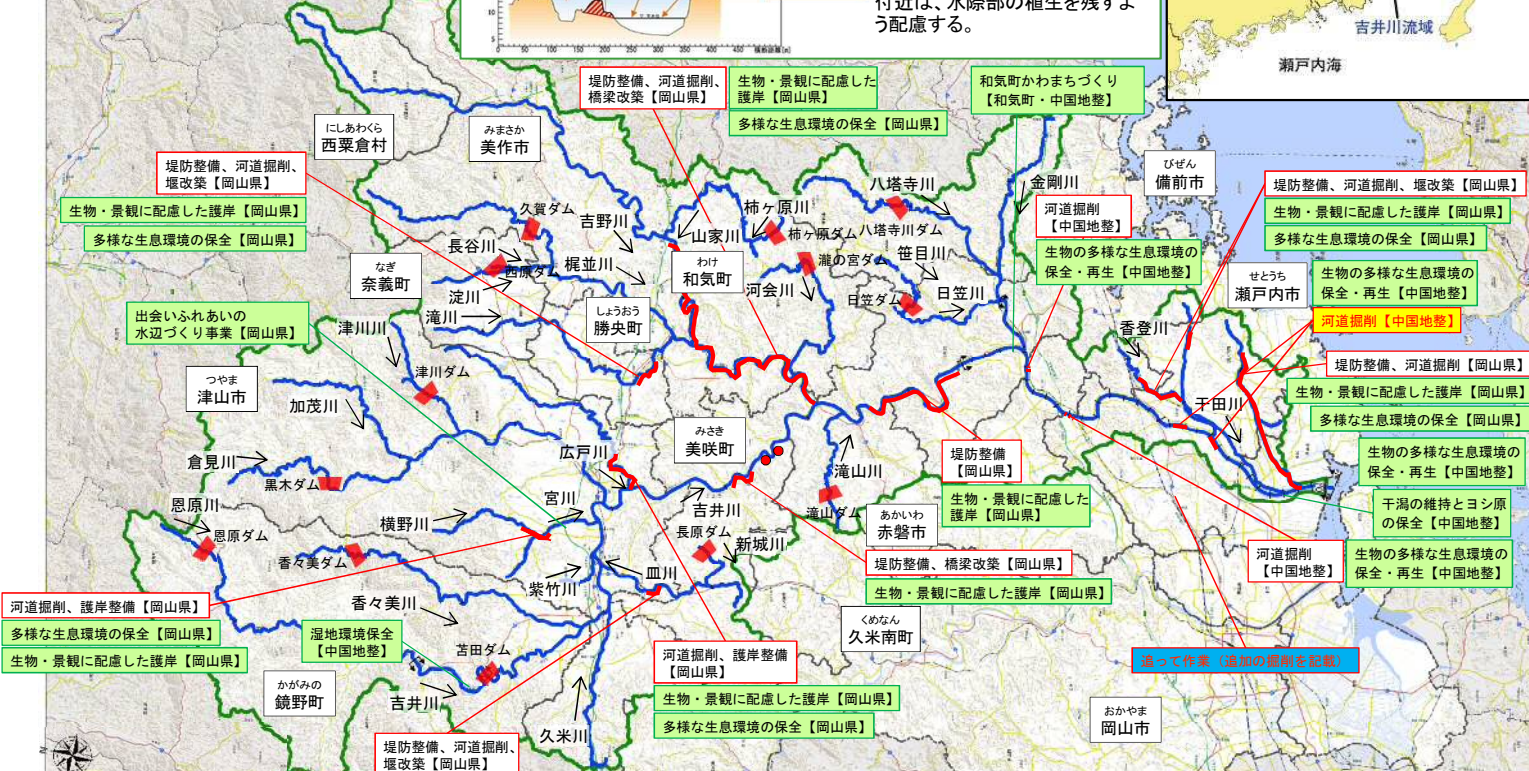 付近は、水際部の植生を残すよ
う配慮する。
10
5
0 50 100 150 200 250 300 350 400 450
吉井川流域
瀬戸内海
堤防整備、河道掘削、
橋梁改築【岡山県】
生物・景観に配慮した
護岸【岡山県】
多様な生息環境の保全【岡山県】
和気町かわまちづくり
【和気町・中国地整】
にしあわくら
西粟倉村
みまさか
美作市
びぜん
備前市
堤防整備、河道掘削、
堰改築【岡山県】
生物・景観に配慮した護岸【岡山県】
多様な生息環境の保全【岡山県】
久賀ダム
吉野川
山家川
柿ヶ原川
柿ヶ原ダム
八塔寺川
八塔寺川ダム
金剛川
河道掘削
【中国地整】
生物の多様な生息環境の
保全・再生【中国地整】
堤防整備、河道掘削、堰改築【岡山県】
生物・景観に配慮した護岸【岡山県】
多様な生息環境の保全【岡山県】
長谷川
西原ダム
梶並川
わけ
和気町
河会川
瀧の宮ダム
笹目川
日笠ダム
日笠川
せとうち
瀬戸内市
生物の多様な生息環境の
保全・再生【中国地整】
河道掘削【中国地整】
なぎ
奈義町
淀川
滝川
しょうおう
勝央町
出会いふれあいの
水辺づくり事業【岡山県】
津川川
津川ダム
香登川
堤防整備、河道掘削【岡山県】
生物・景観に配慮した護岸【岡山県】
多様な生息環境の保全【岡山県】
つやま
津山市
加茂川
干田川
みさき
美咲町
広戸川
滝山川
堤防整備
【岡山県】
生物・景観に配慮した
護岸【岡山県】
生物の多様な生息環境の
保全・再生【中国地整】
倉見川
黒木ダム
干潟の維持とヨシ原
の保全【中国地整】
恩原川
恩原ダム
横野川
宮川
吉井川
滝山ダム
あかいわ
赤磐市
長原ダム
新城川
香々美ダム
河道掘削
【中国地整】
生物の多様な生息環境の
保全・再生【中国地整】
堤防整備、橋梁改築【岡山県】
生物・景観に配慮した護岸【岡山県】
河道掘削、護岸整備【岡山県】
多様な生息環境の保全【岡山県】
生物・景観に配慮した護岸【岡山県】
香々美川
紫竹川
皿川
くめなん
久米南町
湿地環境保全
【中国地整】
苫田ダム
河道掘削、護岸整備
【岡山県】
生物・景観に配慮した護岸【岡山県】
多様な生息環境の保全【岡山県】
追って作業（追加の掘削を記載）
かがみの
鏡野町
吉井川
久米川
おかやま
岡山市
堤防整備、河道掘削、
堰改築【岡山県】
N